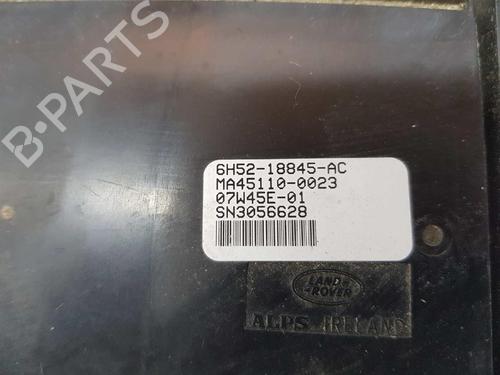 B-PARTS
6H52-18845-AC
MA45110-0023
07W45E-01
SN3056628
LAND
ROVER
ALPS IRELAND